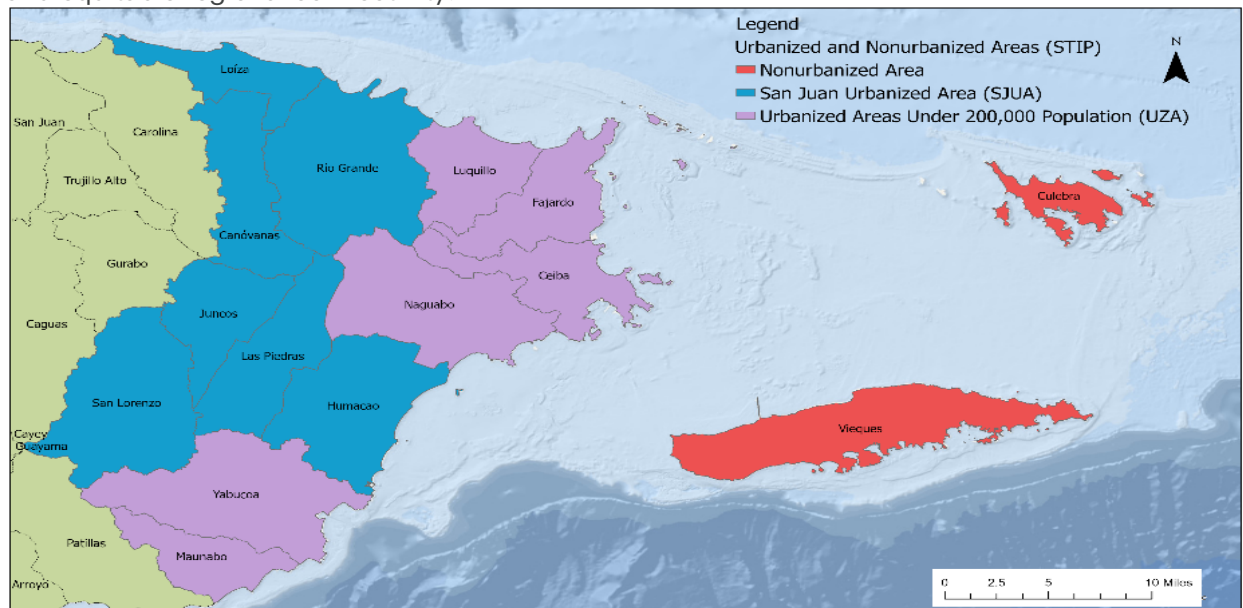 Legend
Urbanized and Nonurbanized Areas (STIP)
Nonurbanized Area
San Juan Urbanized Area (SJUA)
Urbanized Areas Under 200,000 Population (UZA)
N
Loíza
San Juan
Carolina
Río Grande
Luquillo
Trujillo Alto
Culebra
Fajardo
Canóvanas
Gurabo
Ceiba
Naguabo
Juncos
Caguas
Las Piedras
San Lorenzo
Humacao
Vieques
Cayey
Guayama
Yabucoa
Patillas
Maunabo
Arroyo
0 2.5 5 10 Miles